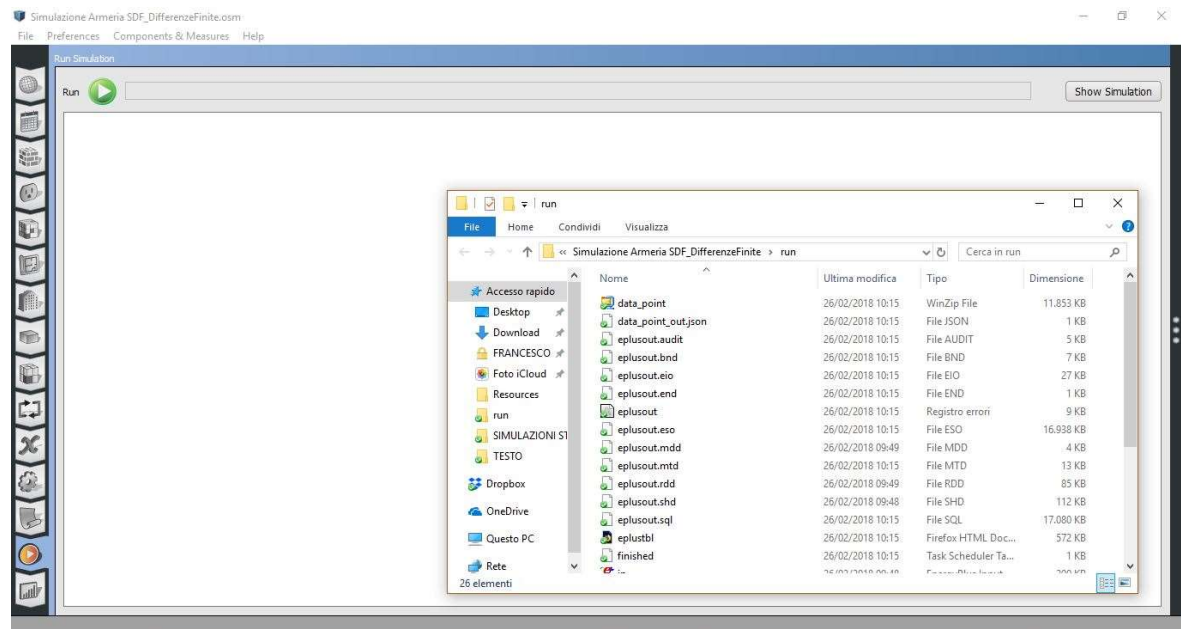 Simulazione Armeria SDF_DifferenzeFinite.osm
File Preferences Components & Measures Help
Run Simulation
Run
Show Simulation
run
File Home Condividi Visualizza
« Simulazione Armeria SDF_DifferenzeFinite › run
Cerca in run
Nome Ultima modifica Tipo Dimensione
Accesso rapido
Desktop
Download
FRANCESCO
Foto iCloud
Resources
run
SIMULAZIONI ST
TESTO
Dropbox
OneDrive
Questo PC
Rete
data_point 26/02/2018 10:15 WinZip File 11.853 KB
data_point_out.json 26/02/2018 10:15 File JSON 1 KB
eplusout.audit 26/02/2018 10:15 File AUDIT 5 KB
eplusout.bnd 26/02/2018 10:15 File BND 7 KB
eplusout.eio 26/02/2018 10:15 File EIO 27 KB
eplusout.end 26/02/2018 10:15 File END 1 KB
eplusout 26/02/2018 10:15 Registro errori 9 KB
eplusout.eso 26/02/2018 10:15 File ESO 16.938 KB
eplusout.mdd 26/02/2018 09:49 File MDD 4 KB
eplusout.mtd 26/02/2018 10:15 File MTD 13 KB
eplusout.rdd 26/02/2018 09:49 File RDD 85 KB
eplusout.shd 26/02/2018 09:48 File SHD 112 KB
eplusout.sql 26/02/2018 10:15 File SQL 17.080 KB
eplustbl 26/02/2018 10:15 Firefox HTML Doc... 572 KB
finished 26/02/2018 10:15 Task Scheduler Ta... 1 KB
26 elementi